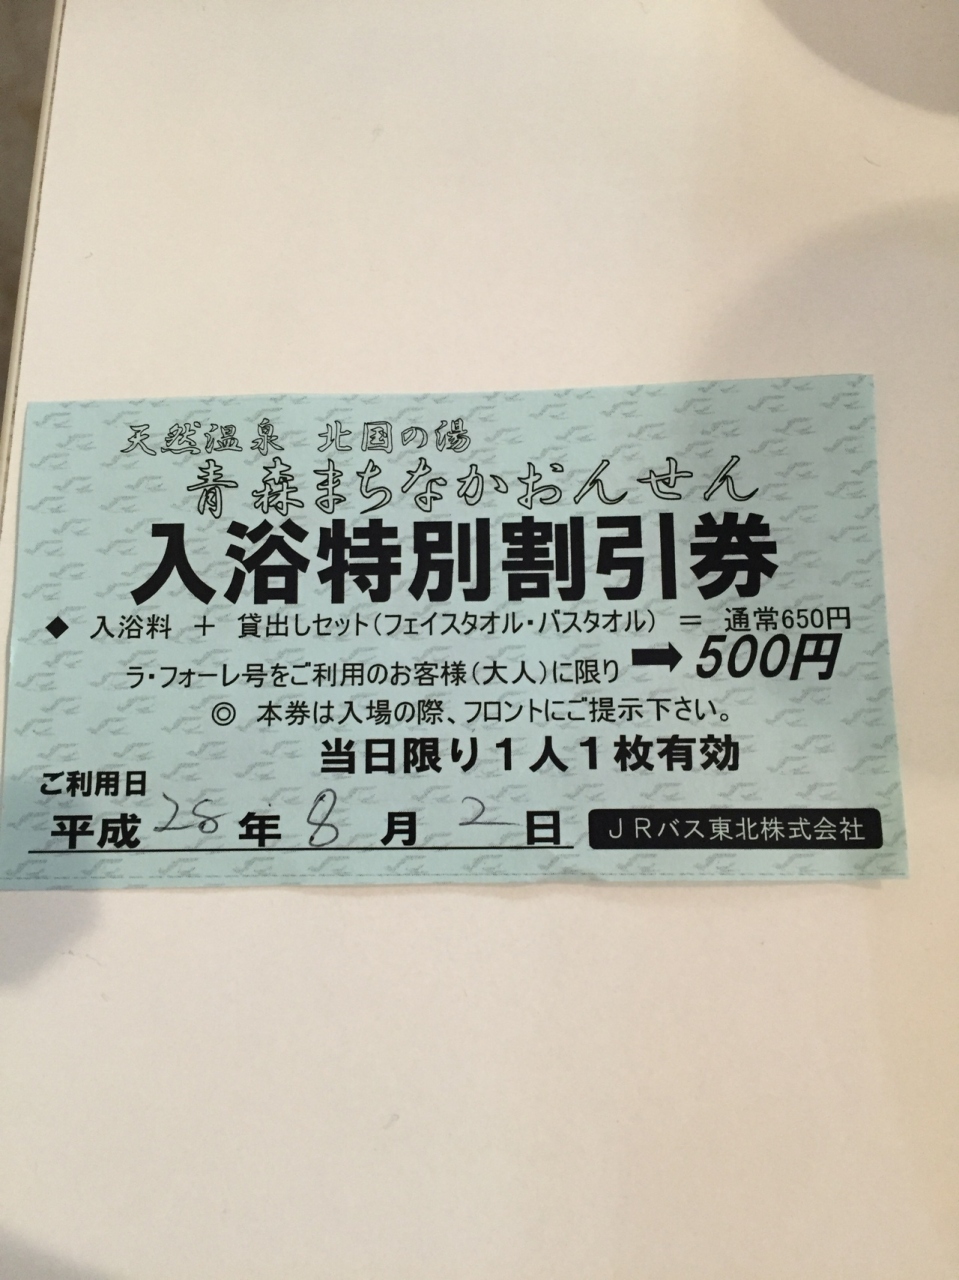 天然温泉 北国の湯
青森まちなかおんせん
入浴特別割引券
◆ 入浴料 + 貸出しセット(フェイスタオル・バスタオル) = 通常650円
ラ・フォーレ号をご利用のお客様(大人)に限り ➡ 500円
◎ 本券は入場の際、フロントにご提示下さい。
当日限り1人1枚有効
ご利用日
平成 28 年 8 月 2 日
JRバス東北株式会社